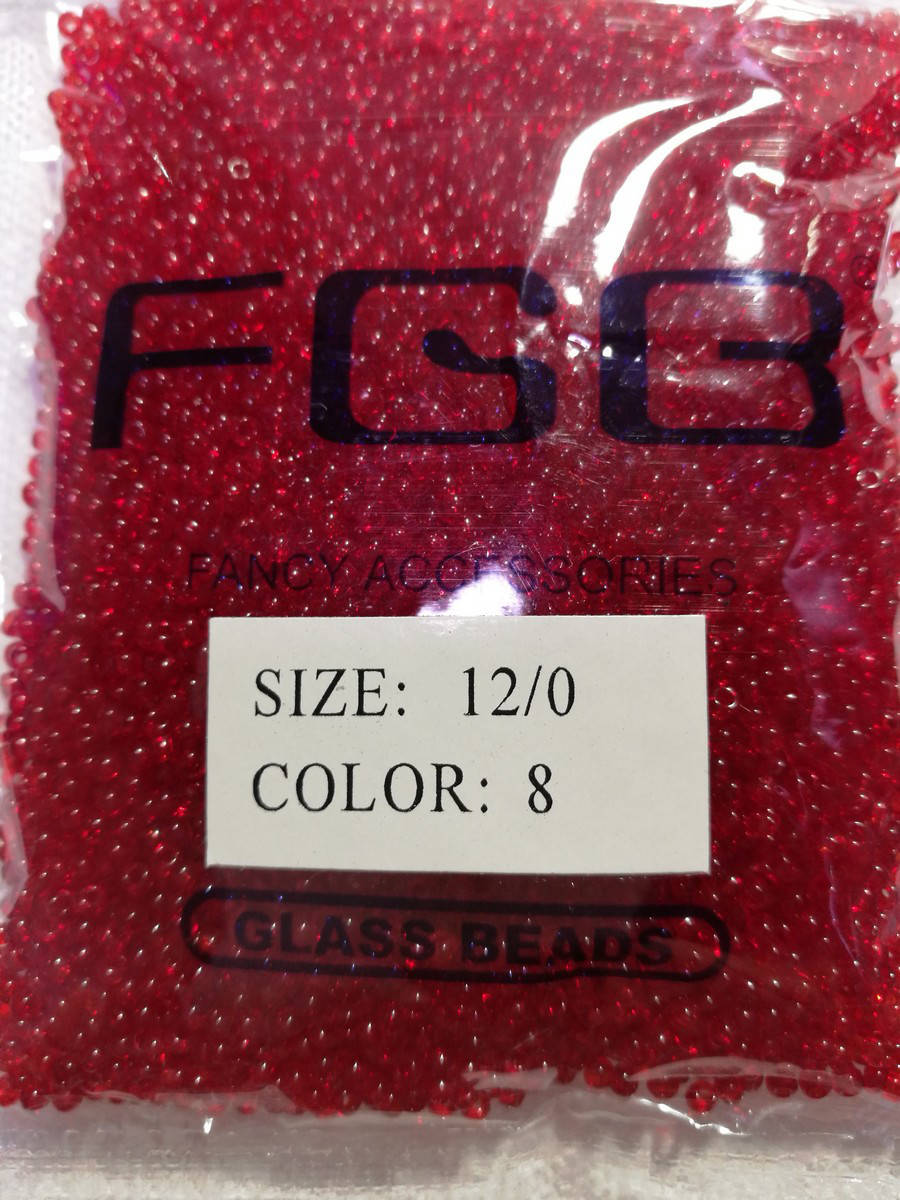 FGB
FANCY ACCESSORIES
SIZE: 12/0
COLOR: 8
GLASS BEADS